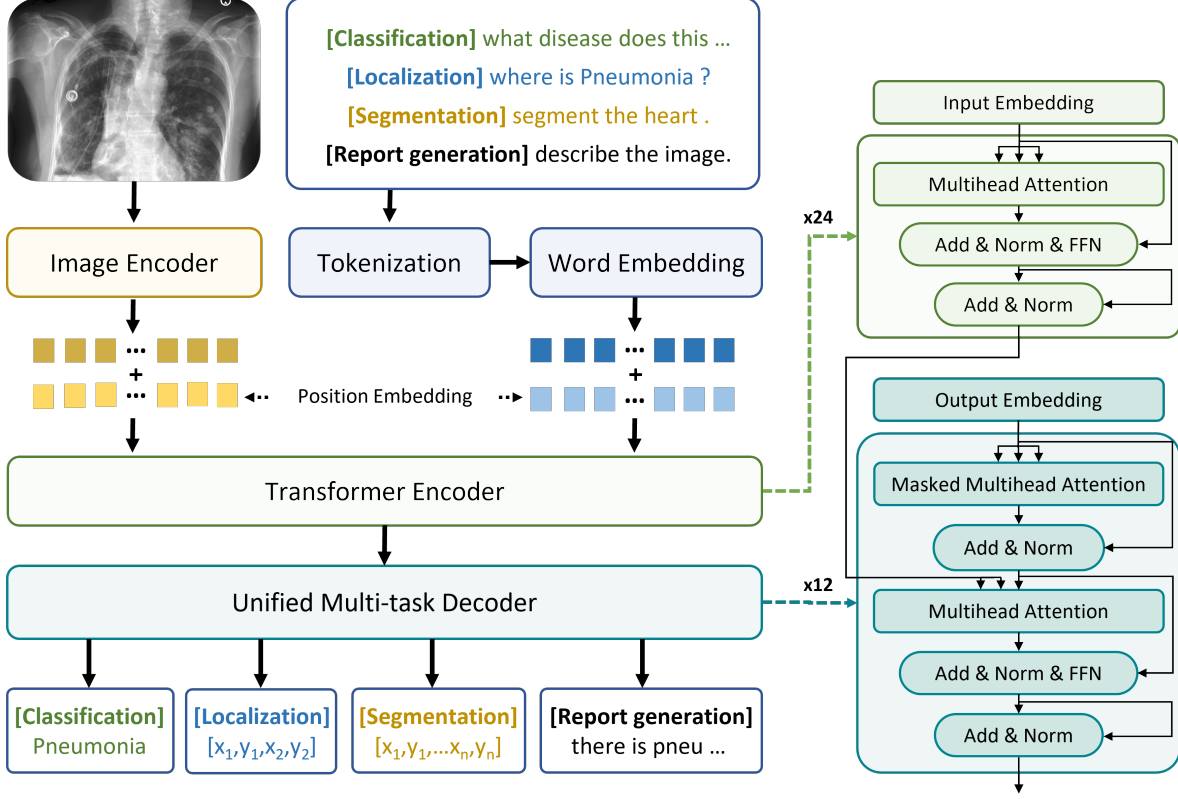 [Classification] what disease does this ...
[Localization] where is Pneumonia ?
[Segmentation] segment the heart .
[Report generation] describe the image.
Image Encoder
Tokenization
Word Embedding
...
+
...
...
+
...
Position Embedding
Transformer Encoder
Unified Multi-task Decoder
[Classification]
Pneumonia
[Localization]
[x₁,y₁,x₂,y₂]
[Segmentation]
[x₁,y₁,...xₙ,yₙ]
[Report generation]
there is pneu ...
x24
x12
Input Embedding
Multihead Attention
Add & Norm & FFN
Add & Norm
Output Embedding
Masked Multihead Attention
Add & Norm
Multihead Attention
Add & Norm & FFN
Add & Norm